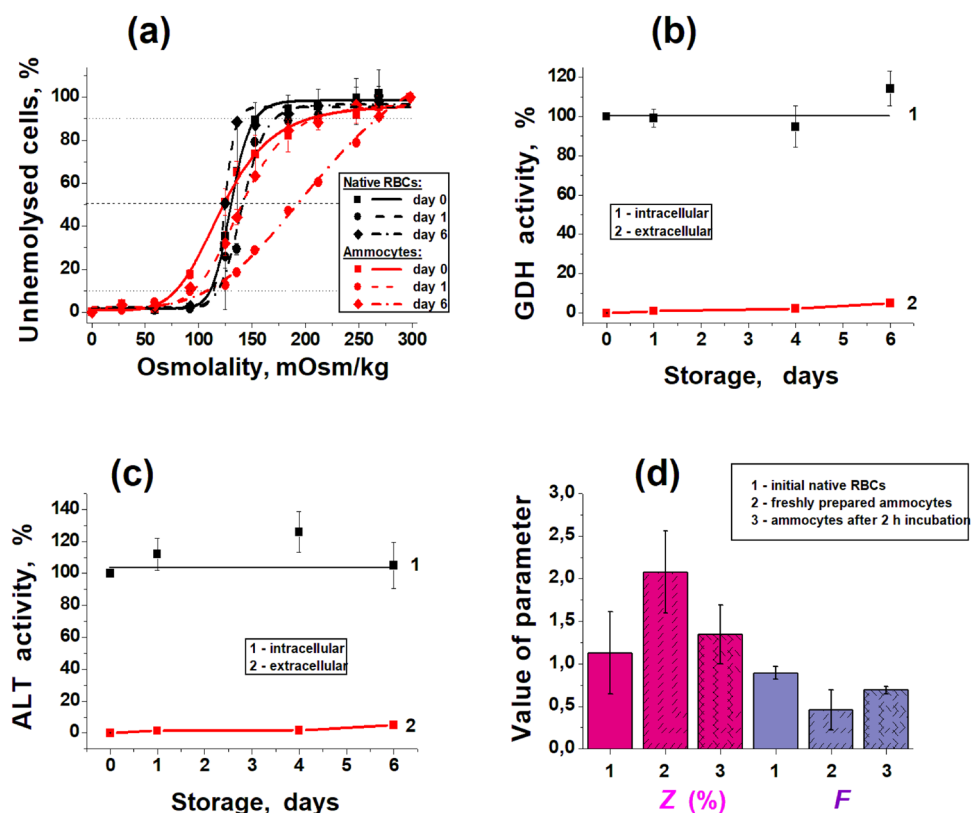 (a)
Unhemolysed cells, %
100
80
60
40
20
0
0 50 100 150 200 250 300
Osmolality, mOsm/kg
Native RBCs:
day 0
day 1
day 6
Ammocytes:
day 0
day 1
day 6
(b)
GDH activity, %
120
100
80
60
40
20
0
0 1 2 3 4 5 6
Storage, days
1 - intracellular
2 - extracellular
1
2
(c)
ALT activity, %
140
120
100
80
60
40
20
0
0 1 2 3 4 5 6
Storage, days
1 - intracellular
2 - extracellular
1
2
(d)
Value of parameter
3,0
2,5
2,0
1,5
1,0
0,5
0,0
1 2 3 1 2 3
Z (%) F
1 - initial native RBCs
2 - freshly prepared ammocytes
3 - ammocytes after 2 h incubation